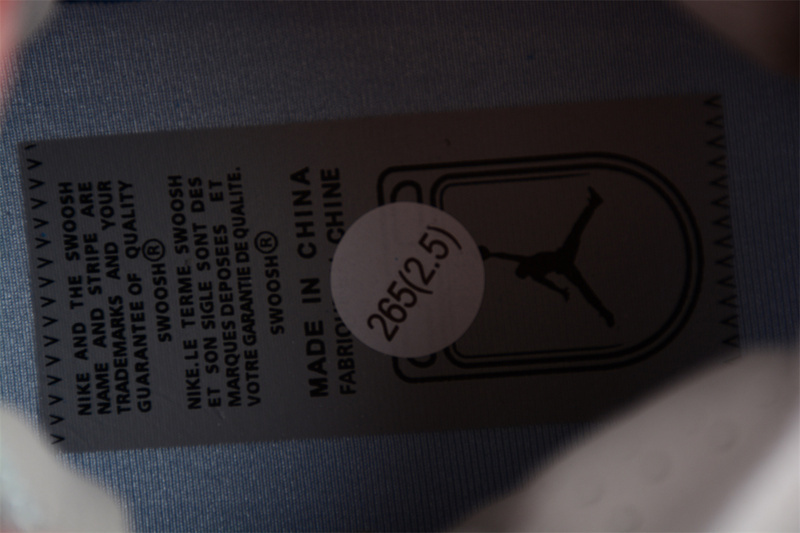 NIKE AND THE SWOOSH
NAME AND STRIPE ARE
TRADEMARKS AND YOUR
GUARANTEE OF QUALITY
SWOOSH®
NIKE.LE TERME SWOOSH
ET SON SIGLE SONT DES
MARQUES DEPOSEES ET
VOTRE GARANTIE DE QUALITE.
SWOOSH®
MADE IN CHINA
CHINE
265(2.5)